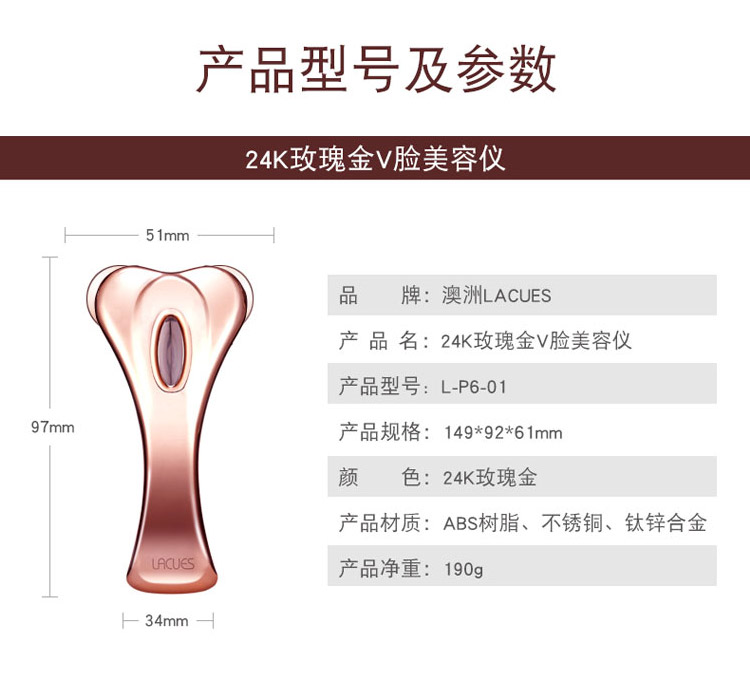 产品型号及参数
24K玫瑰金V脸美容仪
51mm
97mm
LACUES
34mm
品 牌：澳洲LACUES
产 品 名：24K玫瑰金V脸美容仪
产品型号：L-P6-01
产品规格：149*92*61mm
颜 色：24K玫瑰金
产品材质：ABS树脂、不锈铜、钛锌合金
产品净重：190g